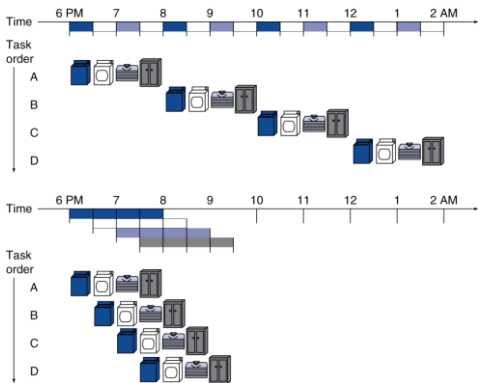 6 PM 7 8 9 10 11 12 1 2 AM
Time
Task
order
A
B
C
D
6 PM 7 8 9 10 11 12 1 2 AM
Time
Task
order
A
B
C
D